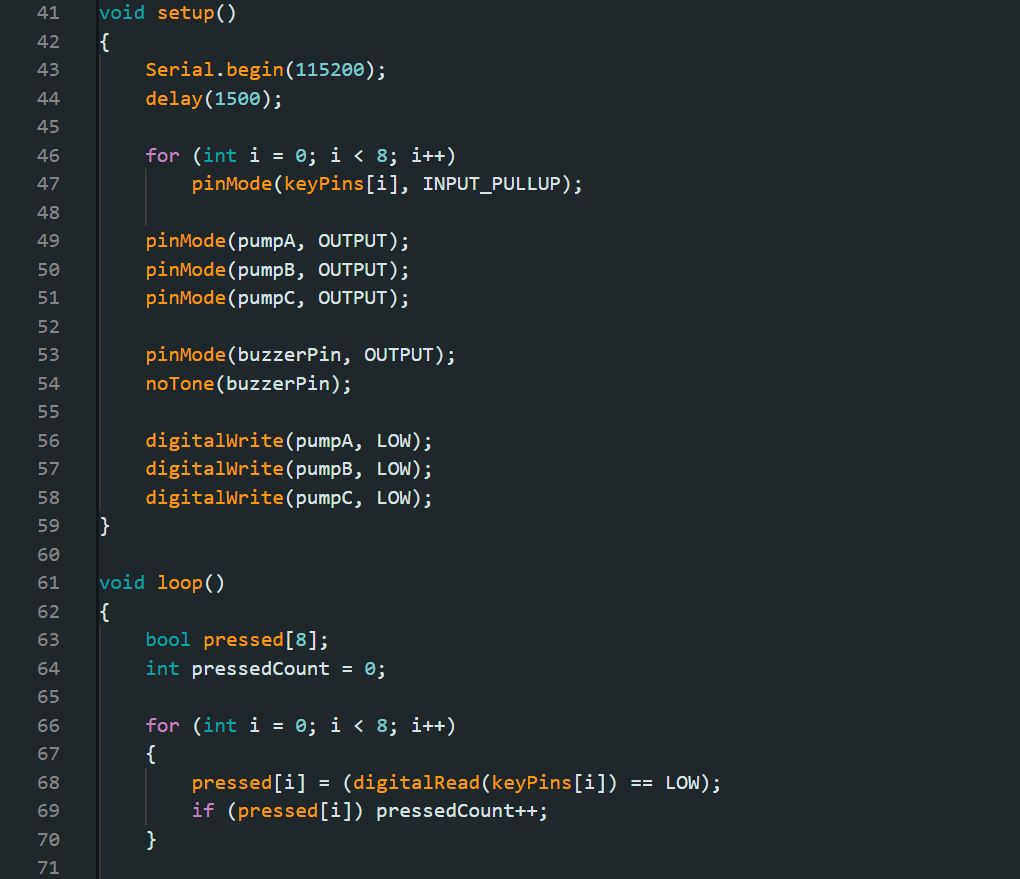 41 void setup()
42 {
43     Serial.begin(115200);
44     delay(1500);
45
46     for (int i = 0; i < 8; i++)
47         pinMode(keyPins[i], INPUT_PULLUP);
48
49     pinMode(pumpA, OUTPUT);
50     pinMode(pumpB, OUTPUT);
51     pinMode(pumpC, OUTPUT);
52
53     pinMode(buzzerPin, OUTPUT);
54     noTone(buzzerPin);
55
56     digitalWrite(pumpA, LOW);
57     digitalWrite(pumpB, LOW);
58     digitalWrite(pumpC, LOW);
59 }
60
61 void loop()
62 {
63     bool pressed[8];
64     int pressedCount = 0;
65
66     for (int i = 0; i < 8; i++)
67     {
68         pressed[i] = (digitalRead(keyPins[i]) == LOW);
69         if (pressed[i]) pressedCount++;
70     }
71